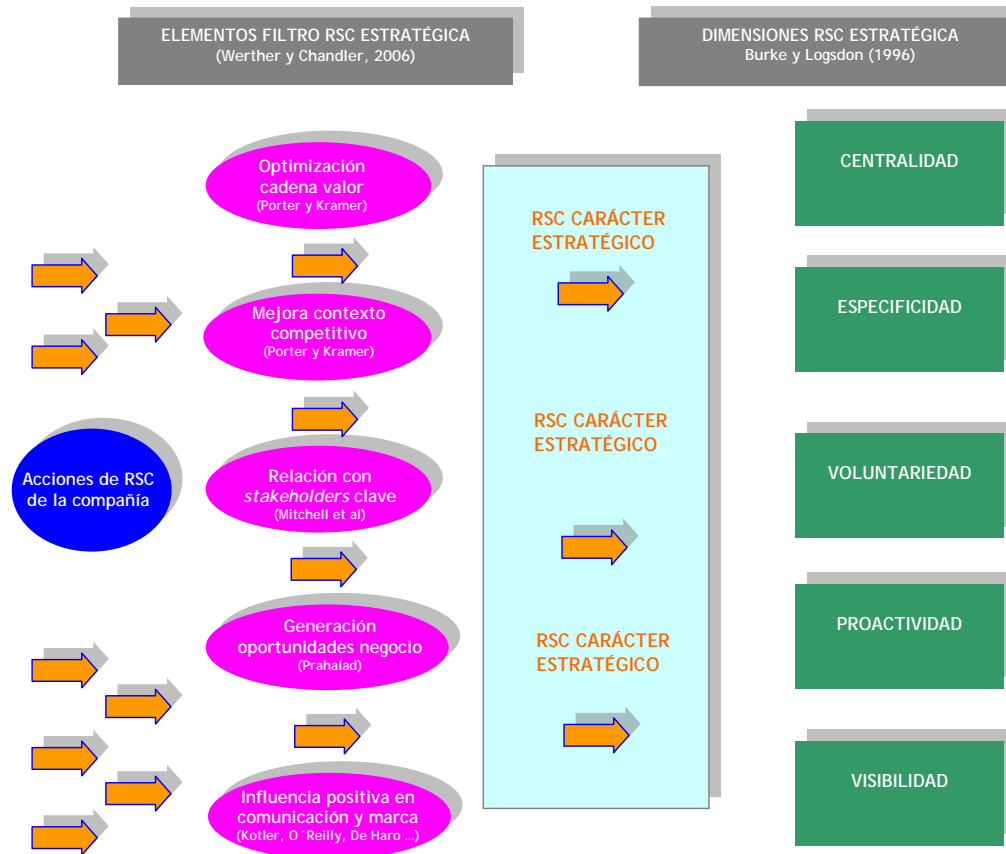 ELEMENTOS FILTRO RSC ESTRATÉGICA
(Werther y Chandler, 2006)
DIMENSIONES RSC ESTRATÉGICA
Burke y Logsdon (1996)
Acciones de RSC
de la compañía
Optimización
cadena valor
(Porter y Kramer)
Mejora contexto
competitivo
(Porter y Kramer)
Relación con
stakeholders clave
(Mitchell et al)
Generación
oportunidades negocio
(Prahalad)
Influencia positiva en
comunicación y marca
(Kotler, O´Reilly, De Haro …)
RSC CARÁCTER
ESTRATÉGICO
RSC CARÁCTER
ESTRATÉGICO
RSC CARÁCTER
ESTRATÉGICO
CENTRALIDAD
ESPECIFICIDAD
VOLUNTARIEDAD
PROACTIVIDAD
VISIBILIDAD